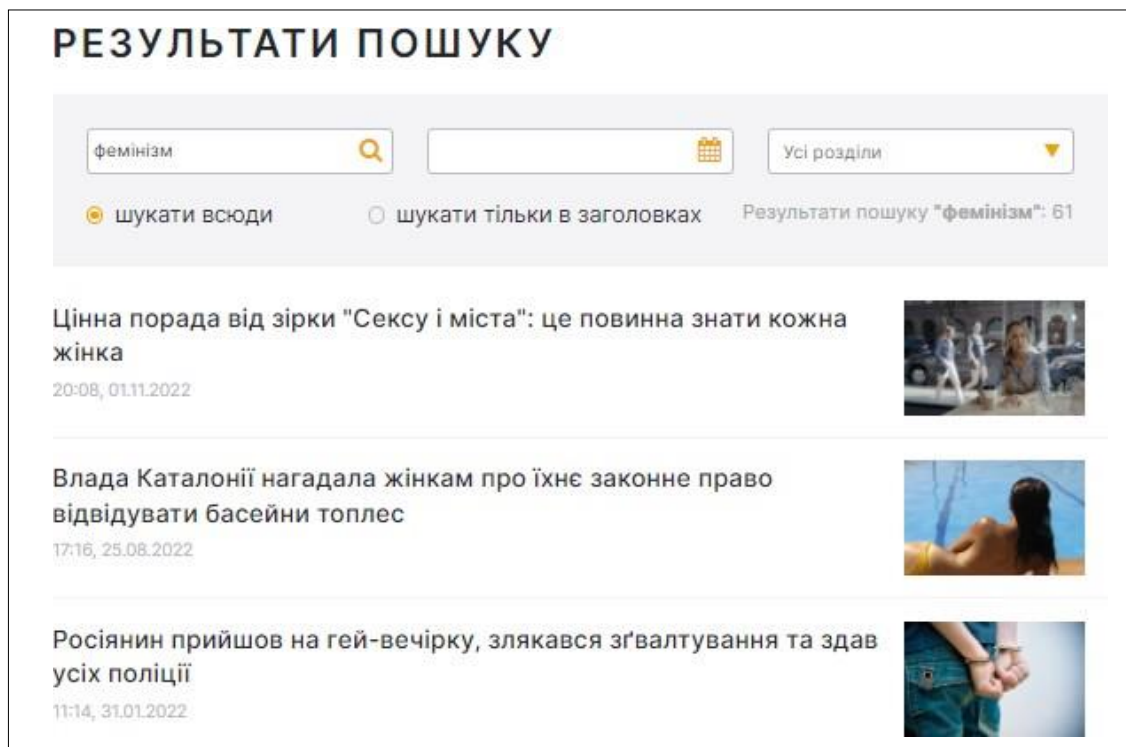 РЕЗУЛЬТАТИ ПОШУКУ
фемінізм
Усі розділи
шукати всюди
шукати тільки в заголовках
Результати пошуку "фемінізм": 61
Цінна порада від зірки "Сексу і міста": це повинна знати кожна
жінка
20:08, 01.11.2022
Влада Каталонії нагадала жінкам про їхнє законне право
відвідувати басейни топлес
17:16, 25.08.2022
Росіянин прийшов на гей-вечірку, злякався зґвалтування та здав
усіх поліції
11:14, 31.01.2022